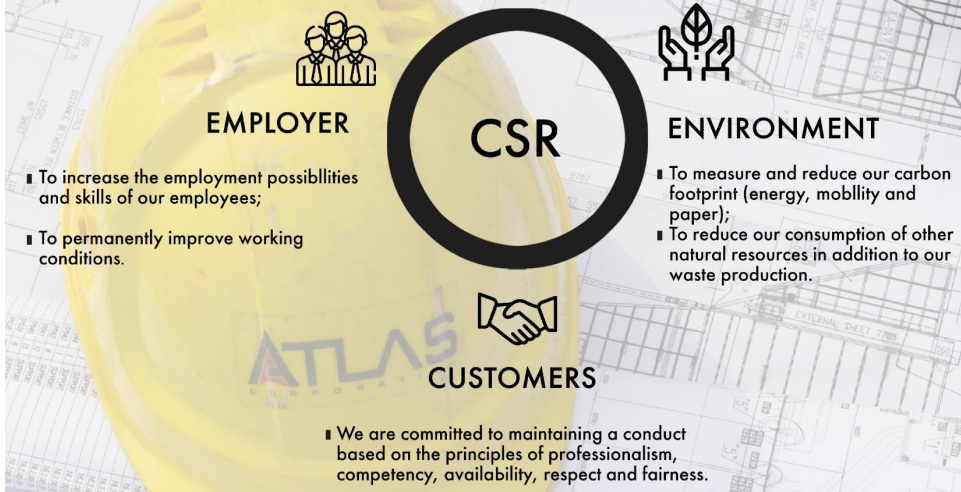 EMPLOYER
▮ To increase the employment possibllities
and skills of our employees;
▮ To permanently improve working
conditions.
CSR
ENVIRONMENT
▮ To measure and reduce our carbon
footprint (energy, mobllity and
paper);
▮ To reduce our consumption of other
natural resources in addition to our
waste production.
EXTERNAL SHEET
ATLAS
CORPORATION
CUSTOMERS
▮ We are committed to maintaining a conduct
based on the principles of professionalism,
competency, availability, respect and fairness.